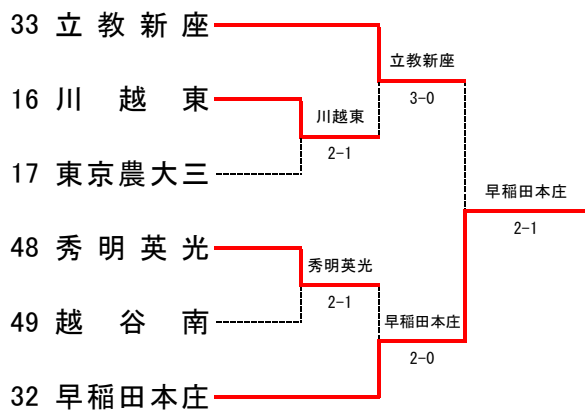 33 立教新座
立教新座
3-0
16 川越東
川越東
2-1
17 東京農大三
早稲田本庄
2-1
48 秀明英光
秀明英光
2-1
49 越谷南
早稲田本庄
2-0
32 早稲田本庄